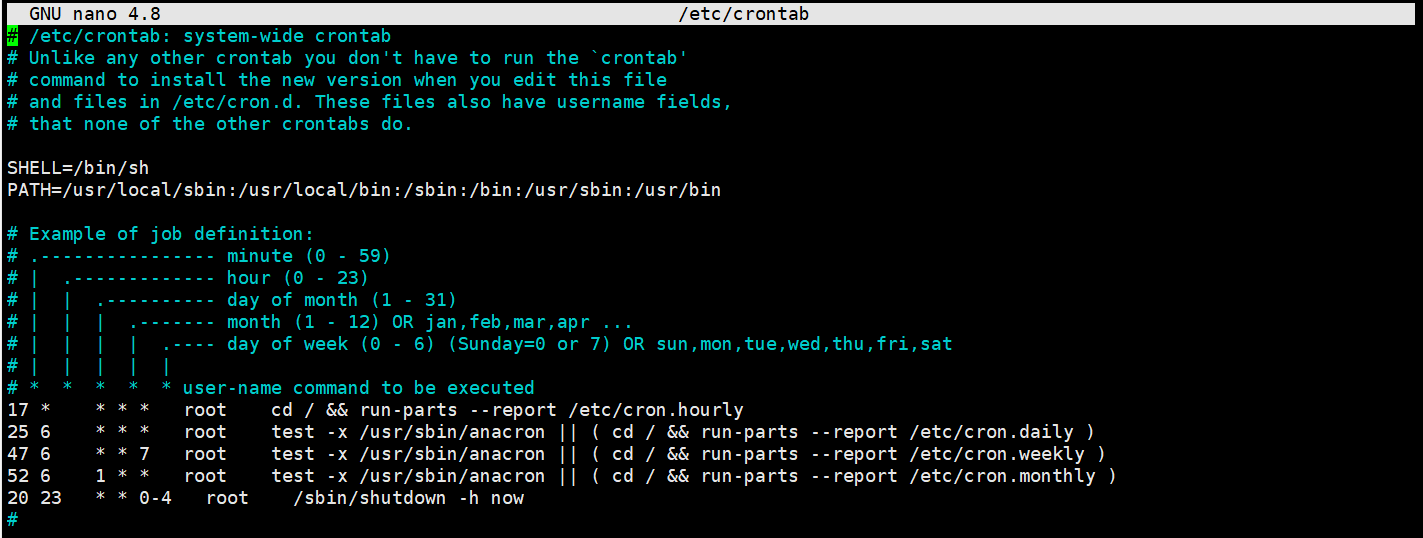 GNU nano 4.8                                               /etc/crontab
# /etc/crontab: system-wide crontab
# Unlike any other crontab you don't have to run the `crontab'
# command to install the new version when you edit this file
# and files in /etc/cron.d. These files also have username fields,
# that none of the other crontabs do.

SHELL=/bin/sh
PATH=/usr/local/sbin:/usr/local/bin:/sbin:/bin:/usr/sbin:/usr/bin

# Example of job definition:
# .---------------- minute (0 - 59)
# |  .------------- hour (0 - 23)
# |  |  .---------- day of month (1 - 31)
# |  |  |  .------- month (1 - 12) OR jan,feb,mar,apr ...
# |  |  |  |  .---- day of week (0 - 6) (Sunday=0 or 7) OR sun,mon,tue,wed,thu,fri,sat
# |  |  |  |  |
# *  *  *  *  * user-name command to be executed
17 *    * * *   root    cd / && run-parts --report /etc/cron.hourly
25 6    * * *   root    test -x /usr/sbin/anacron || ( cd / && run-parts --report /etc/cron.daily )
47 6    * * 7   root    test -x /usr/sbin/anacron || ( cd / && run-parts --report /etc/cron.weekly )
52 6    1 * *   root    test -x /usr/sbin/anacron || ( cd / && run-parts --report /etc/cron.monthly )
20 23   * * 0-4   root    /sbin/shutdown -h now
#